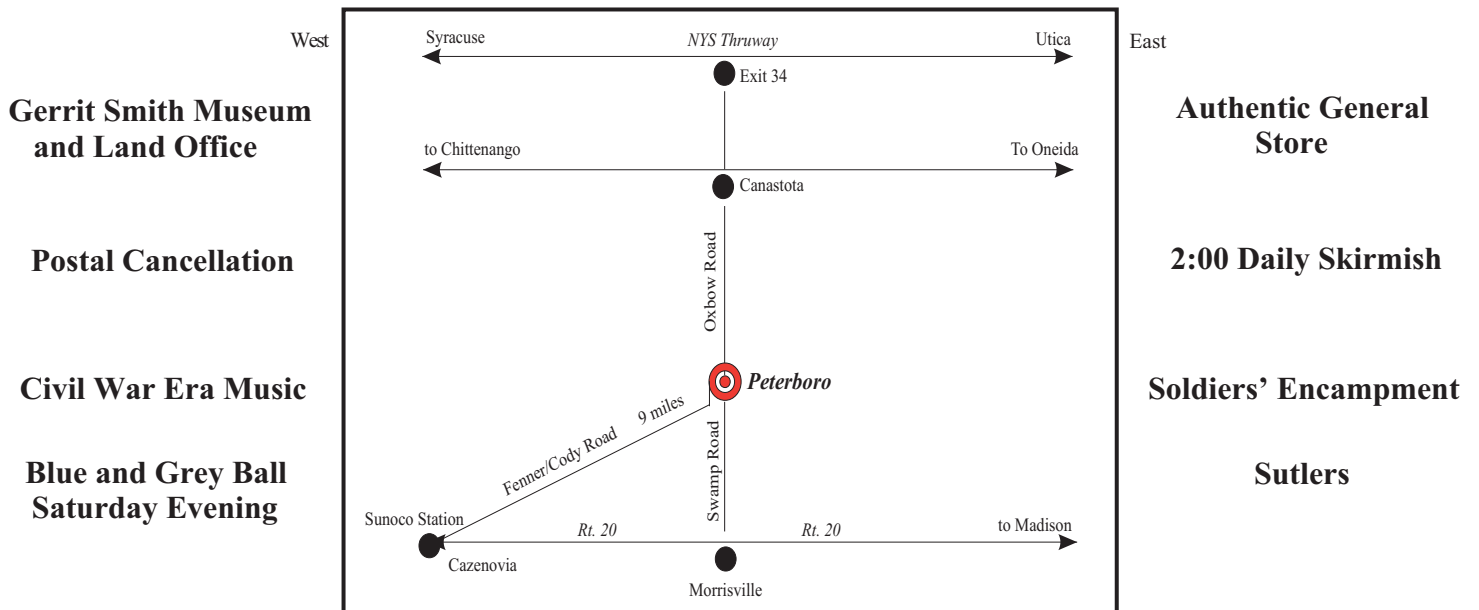 West
Syracuse
NYS Thruway
Utica
East
Exit 34
Gerrit Smith Museum
and Land Office
Authentic General
Store
to Chittenango
To Oneida
Canastota
Postal Cancellation
Oxbow Road
2:00 Daily Skirmish
Civil War Era Music
Peterboro
Soldiers’ Encampment
Fenner/Cody Road 9 miles
Swamp Road
Blue and Grey Ball
Saturday Evening
Sutlers
Sunoco Station
Rt. 20
Rt. 20
to Madison
Cazenovia
Morrisville